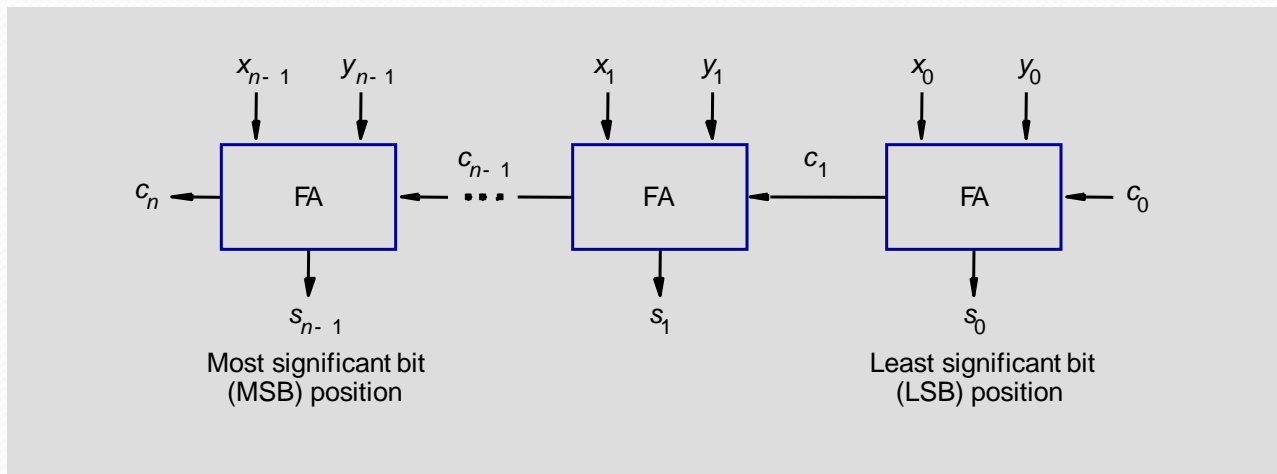 x_{n-1} y_{n-1} x_1 y_1 x_0 y_0
c_n FA c_{n-1} ... FA c_1 FA c_0
s_{n-1} s_1 s_0
Most significant bit Least significant bit
(MSB) position (LSB) position